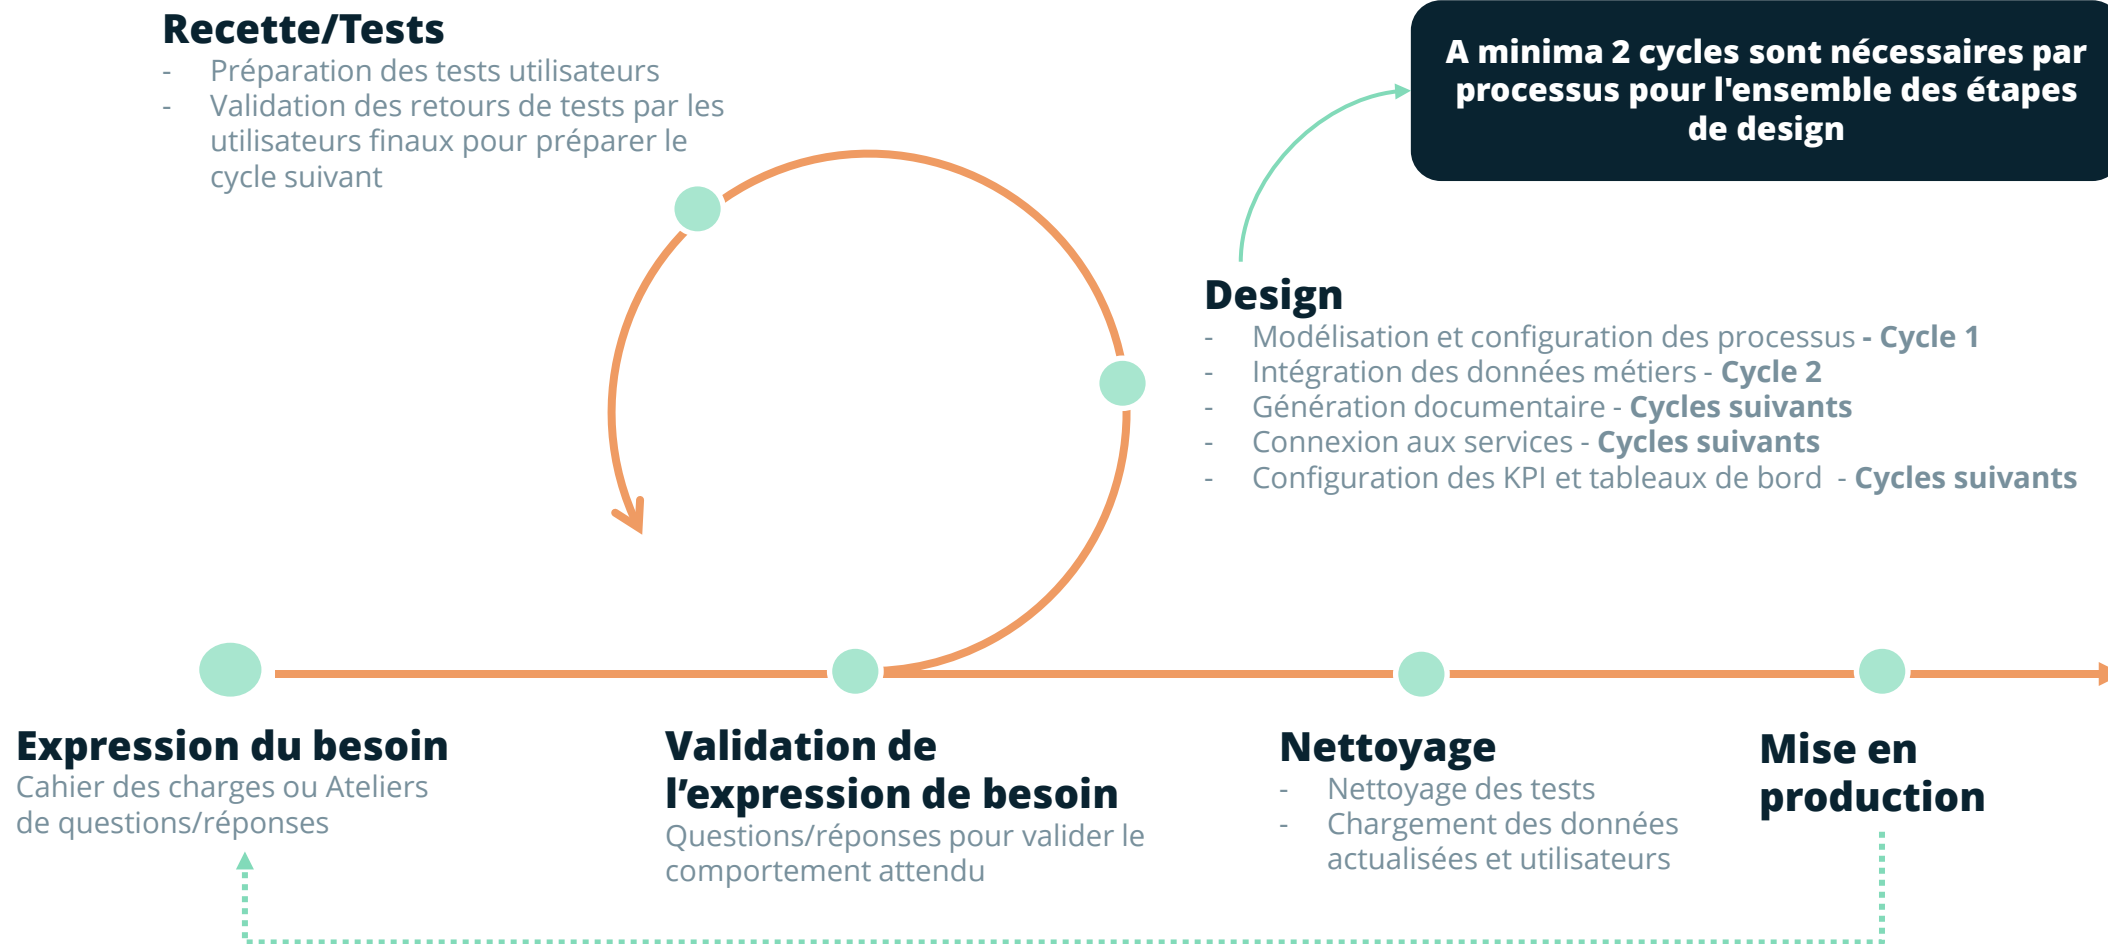 Recette/Tests
- Préparation des tests utilisateurs
- Validation des retours de tests par les
utilisateurs finaux pour préparer le
cycle suivant
A minima 2 cycles sont nécessaires par
processus pour l'ensemble des étapes
de design
Design
- Modélisation et configuration des processus - Cycle 1
- Intégration des données métiers - Cycle 2
- Génération documentaire - Cycles suivants
- Connexion aux services - Cycles suivants
- Configuration des KPI et tableaux de bord - Cycles suivants
Expression du besoin
Cahier des charges ou Ateliers
de questions/réponses
Validation de
l’expression de besoin
Questions/réponses pour valider le
comportement attendu
Nettoyage
- Nettoyage des tests
- Chargement des données
actualisées et utilisateurs
Mise en
production